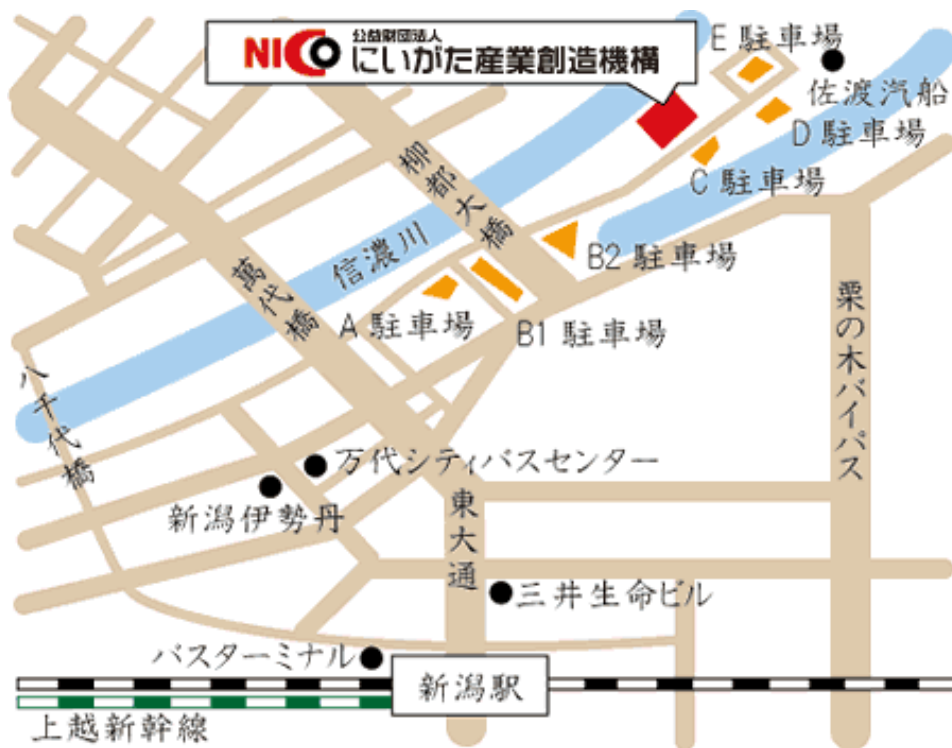 NICO 公益財団法人
にいがた産業創造機構
E駐車場
佐渡汽船
D駐車場
C駐車場
柳都大橋
信濃川
B2駐車場
萬代橋
A駐車場
B1駐車場
栗の木バイパス
八千代橋
万代シティバスセンター
新潟伊勢丹
東大通
三井生命ビル
バスターミナル
新潟駅
上越新幹線